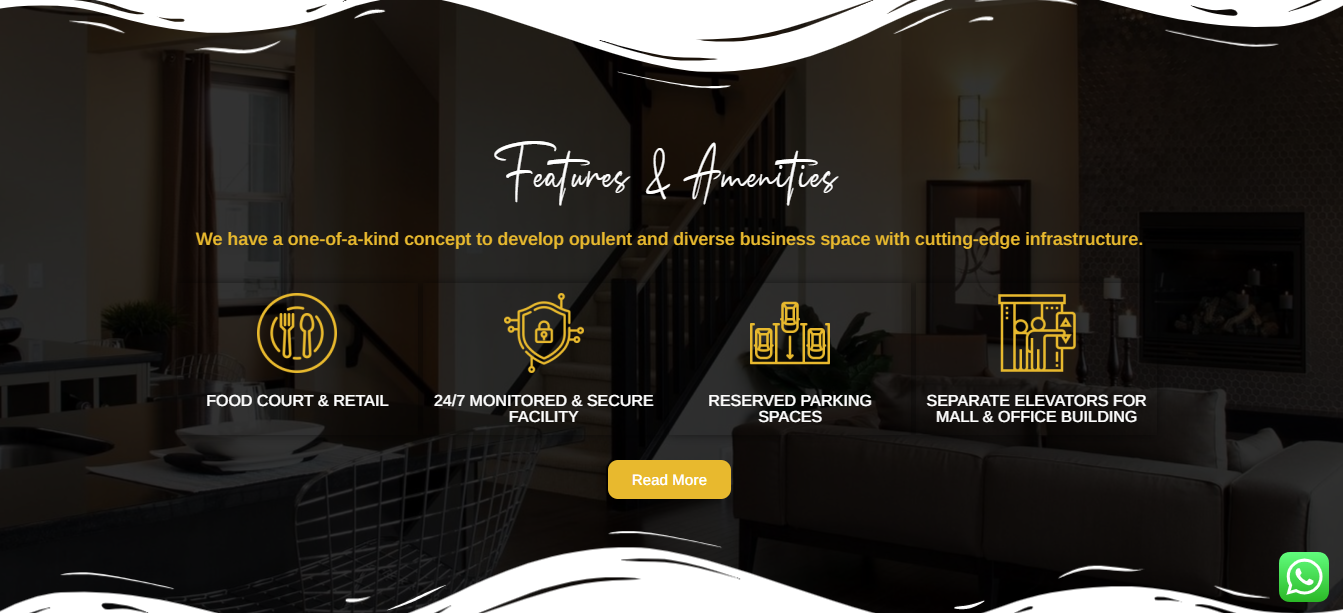 Features & Amenities
We have a one-of-a-kind concept to develop opulent and diverse business space with cutting-edge infrastructure.
FOOD COURT & RETAIL
24/7 MONITORED & SECURE
FACILITY
RESERVED PARKING
SPACES
SEPARATE ELEVATORS FOR
MALL & OFFICE BUILDING
Read More